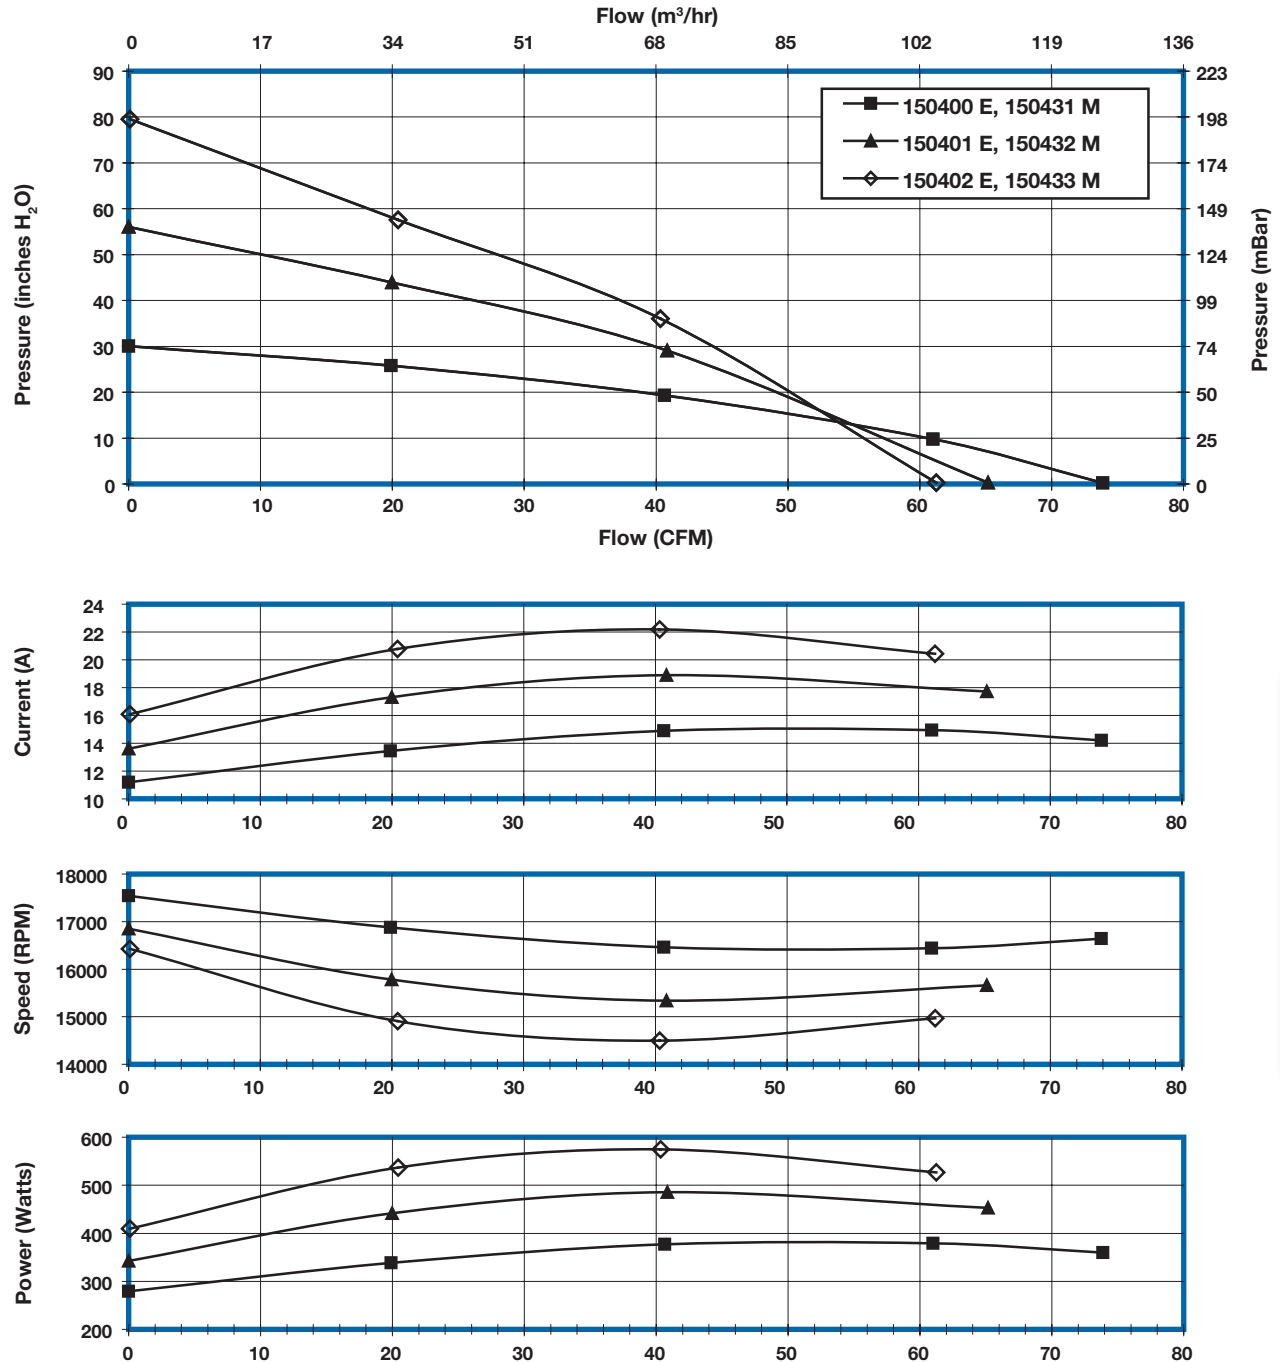 Flow (m³/hr)
0 17 34 51 68 85 102 119 136
90 223
80 198
70 174
60 149
50 124
40 99
30 74
20 50
10 25
0 0
Pressure (inches H₂O)
Pressure (mBar)
150400 E, 150431 M
150401 E, 150432 M
150402 E, 150433 M
0 10 20 30 40 50 60 70 80
Flow (CFM)
Current (A)
24
22
20
18
16
14
12
10
0 10 20 30 40 50 60 70 80
Speed (RPM)
18000
17000
16000
15000
14000
0 10 20 30 40 50 60 70 80
Power (Watts)
600
500
400
300
200
0 10 20 30 40 50 60 70 80